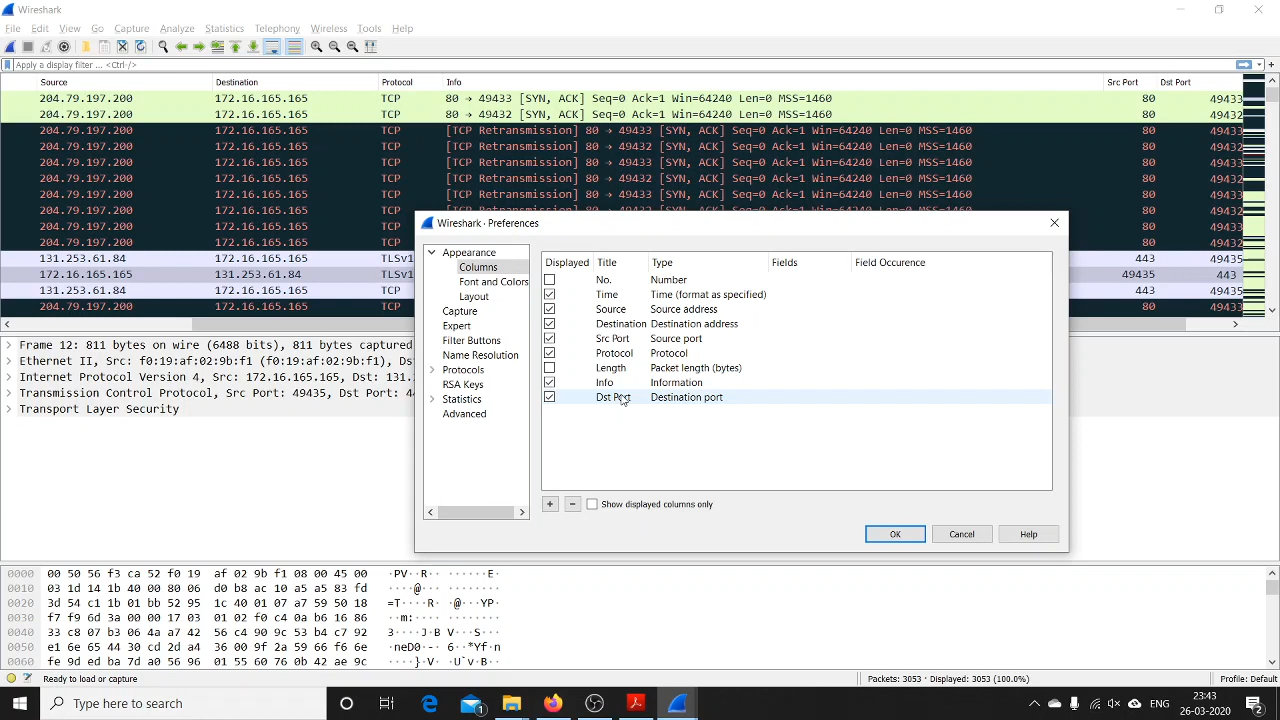 Wireshark
File Edit View Go Capture Analyze Statistics Telephony Wireless Tools Help
Apply a display filter ... <Ctrl-/>
Source Destination Protocol Info Src Port Dst Port
204.79.197.200 172.16.165.165 TCP 80 → 49433 [SYN, ACK] Seq=0 Ack=1 Win=64240 Len=0 MSS=1460 80 49433
204.79.197.200 172.16.165.165 TCP 80 → 49432 [SYN, ACK] Seq=0 Ack=1 Win=64240 Len=0 MSS=1460 80 49432
204.79.197.200 172.16.165.165 TCP [TCP Retransmission] 80 → 49433 [SYN, ACK] Seq=0 Ack=1 Win=64240 Len=0 MSS=1460 80 49433
204.79.197.200 172.16.165.165 TCP [TCP Retransmission] 80 → 49432 [SYN, ACK] Seq=0 Ack=1 Win=64240 Len=0 MSS=1460 80 49432
204.79.197.200 172.16.165.165 TCP [TCP Retransmission] 80 → 49433 [SYN, ACK] Seq=0 Ack=1 Win=64240 Len=0 MSS=1460 80 49433
204.79.197.200 172.16.165.165 TCP [TCP Retransmission] 80 → 49432 [SYN, ACK] Seq=0 Ack=1 Win=64240 Len=0 MSS=1460 80 49432
204.79.197.200 172.16.165.165 TCP [TCP Retransmission] 80 → 49433 [SYN, ACK] Seq=0 Ack=1 Win=64240 Len=0 MSS=1460 80 49433
204.79.197.200 172.16.165.165 TCP 80 49432
204.79.197.200 172.16.165.165 TCP 80 49433
204.79.197.200 172.16.165.165 TCP 80 49432
131.253.61.84 172.16.165.165 TLSv1 443 49435
172.16.165.165 131.253.61.84 TLSv1 49435 443
131.253.61.84 172.16.165.165 TLSv1 443 49435
204.79.197.200 172.16.165.165 TCP 80 49433
Wireshark · Preferences
Appearance
Columns
Font and Colors
Layout
Capture
Expert
Filter Buttons
Name Resolution
Protocols
RSA Keys
Statistics
Advanced
Displayed Title Type Fields Field Occurence
No. Number
Time Time (format as specified)
Source Source address
Destination Destination address
Src Port Source port
Protocol Protocol
Length Packet length (bytes)
Info Information
Dst Port Destination port
+ − Show displayed columns only
OK Cancel Help
Frame 12: 811 bytes on wire (6488 bits), 811 bytes captured
Ethernet II, Src: f0:19:af:02:9b:f1 (f0:19:af:02:9b:f1), Dst:
Internet Protocol Version 4, Src: 172.16.165.165, Dst: 131.
Transmission Control Protocol, Src Port: 49435, Dst Port: 44
Transport Layer Security
0000 00 50 56 f3 ca 52 f0 19 af 02 9b f1 08 00 45 00 ·PV··R·· ······E·
0010 03 1d 14 1b 40 00 80 06 d0 b8 ac 10 a5 a5 83 fd ····@··· ········
0020 3d 54 c1 1b 01 bb 52 95 1c 40 01 07 a7 59 50 18 =T····R· ·@···YP·
0030 f7 f9 6d 3a 00 00 17 03 01 02 f0 c4 0a b6 16 86 ··m:···· ········
0040 33 c8 07 b3 06 4a a7 42 56 c4 90 9c 53 b4 c7 92 3····J·B V···S···
0050 e1 6e 65 44 30 cd 2d a4 36 00 9f 2a 59 66 f6 6e ·neD0·-· 6··*Yf·n
0060 fe 9d ed ba 7d a0 56 96 01 55 60 76 0b 42 ae 9c ····}·V· ·U`v·B··
Ready to load or capture Packets: 3053 · Displayed: 3053 (100.0%) Profile: Default
Type here to search 1 ENG 23:43
26-03-2020 2